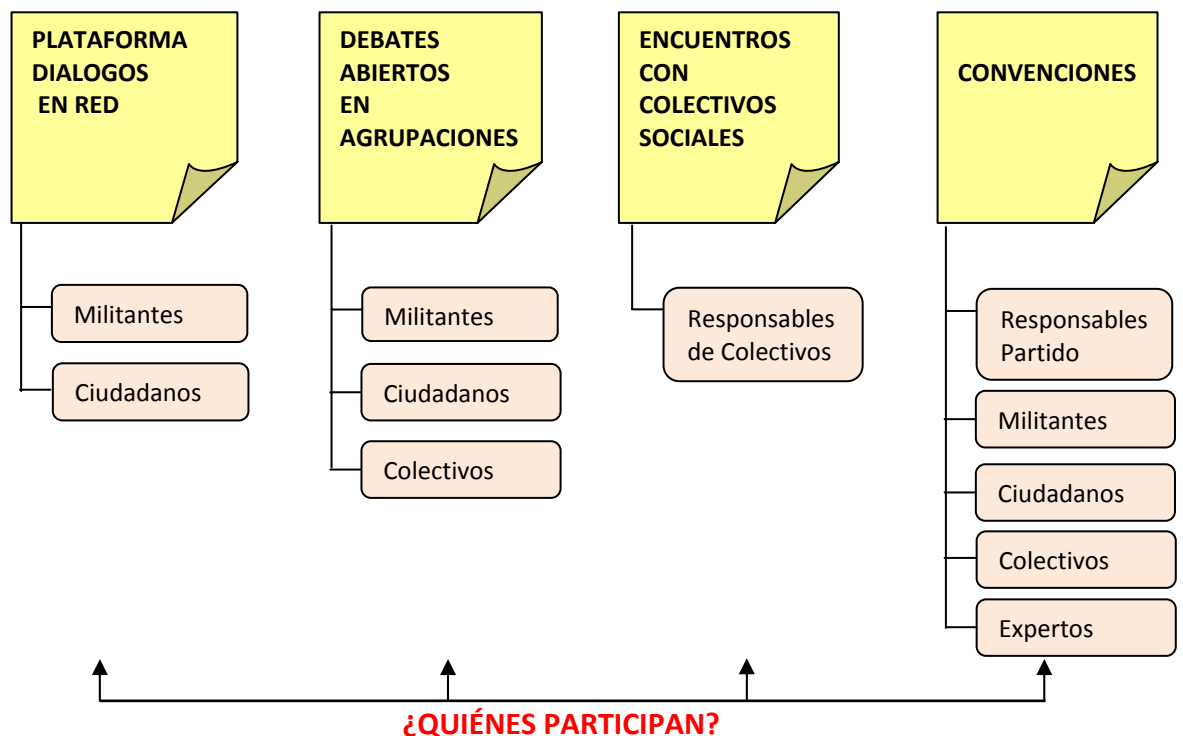 PLATAFORMA
DIALOGOS
EN RED
Militantes
Ciudadanos
DEBATES
ABIERTOS
EN
AGRUPACIONES
Militantes
Ciudadanos
Colectivos
ENCUENTROS
CON
COLECTIVOS
SOCIALES
Responsables
de Colectivos
CONVENCIONES
Responsables
Partido
Militantes
Ciudadanos
Colectivos
Expertos
¿QUIÉNES PARTICIPAN?